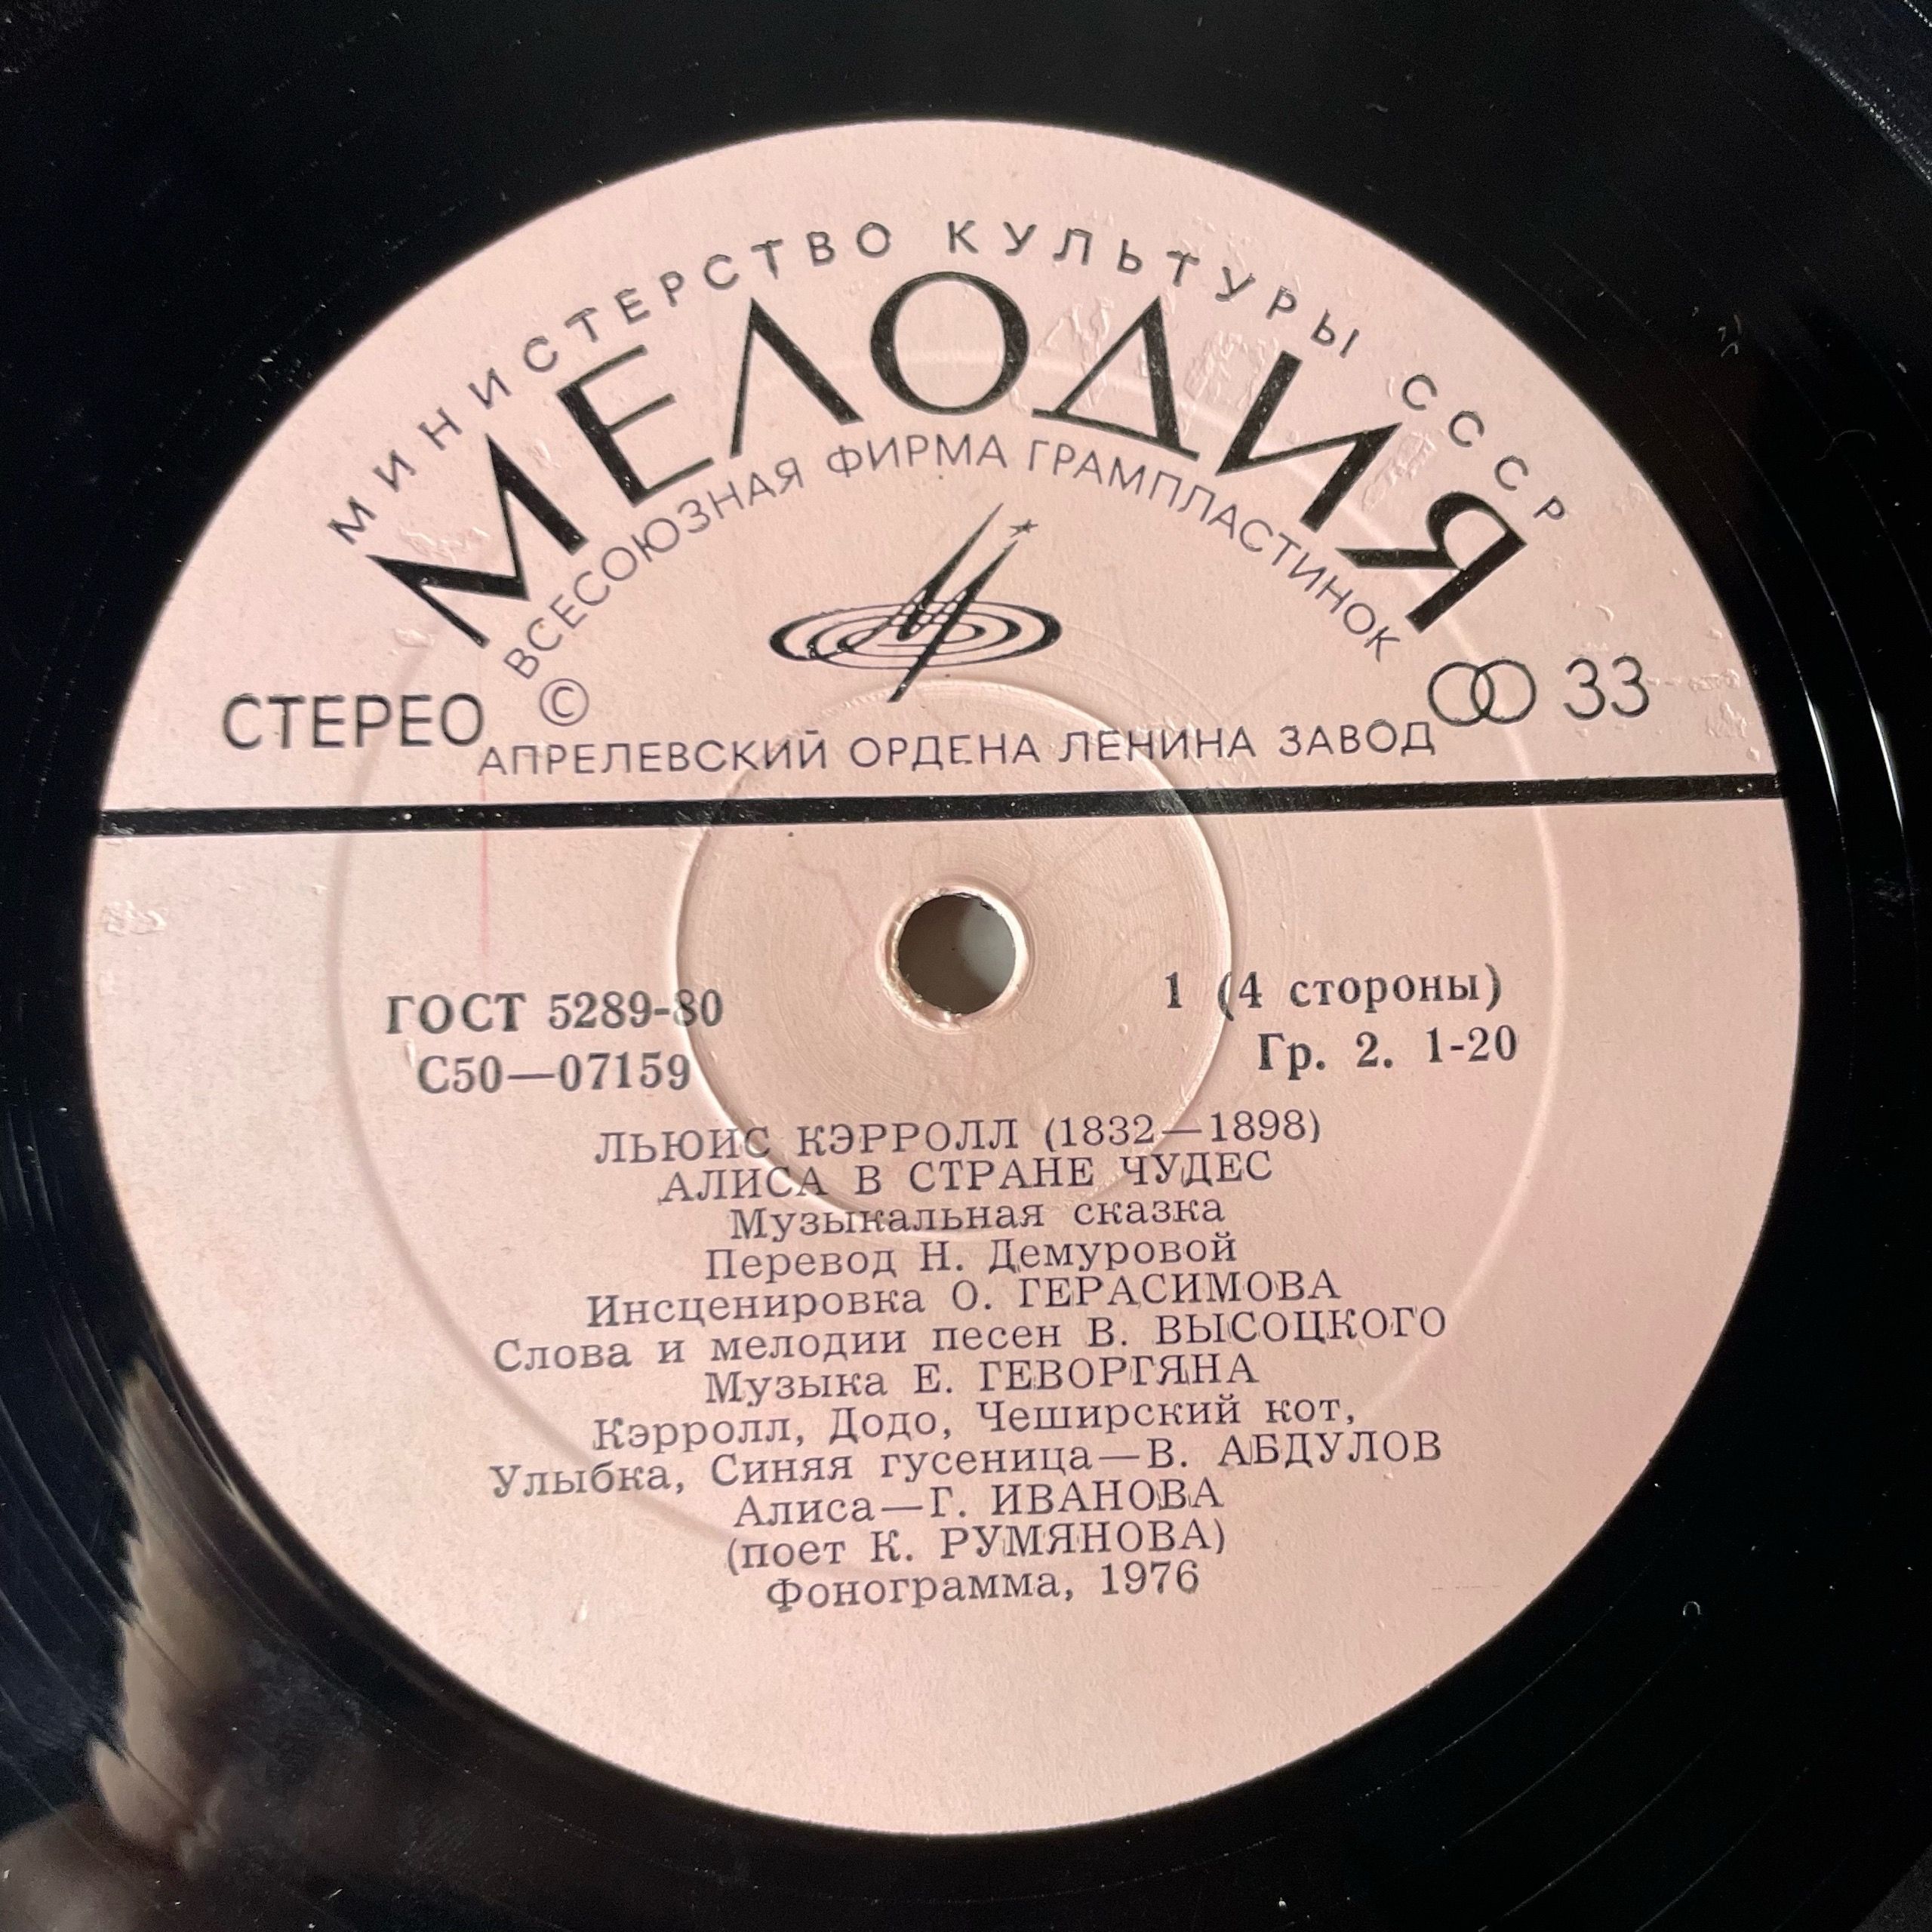 МИНИСТЕРСТВО КУЛЬТУРЫ СССР
МЕЛОДИЯ
ВСЕСОЮЗНАЯ ФИРМА ГРАМПЛАСТИНОК
СТЕРЕО
©
33
АПРЕЛЕВСКИЙ ОРДЕНА ЛЕНИНА ЗАВОД
ГОСТ 5289-80
С50—07159
1 (4 стороны)
Гр. 2. 1-20
ЛЬЮИС КЭРРОЛЛ (1832—1898)
АЛИСА В СТРАНЕ ЧУДЕС
Музыкальная сказка
Перевод Н. Демуровой
Инсценировка О. ГЕРАСИМОВА
Слова и мелодии песен В. ВЫСОЦКОГО
Музыка Е. ГЕВОРГЯНА
Кэрролл, Додо, Чеширский кот,
Улыбка, Синяя гусеница—В. АБДУЛОВ
Алиса—Г. ИВАНОВА
(поет К. РУМЯНОВА)
Фонограмма, 1976